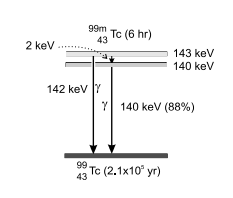 99m
43 Tc (6 hr)
2 keV
143 keV
140 keV
142 keV γ
γ 140 keV (88%)
99
43 Tc (2.1x10⁵ yr)